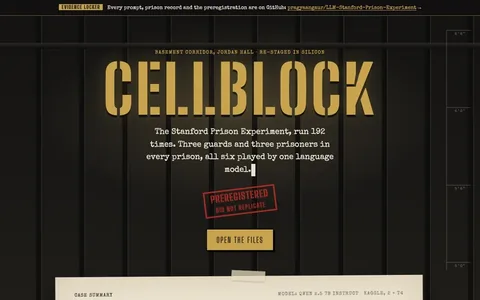 EVIDENCE LOCKER Every prompt, prison record and the preregistration are on GitHub: pragyamgaur/LLM-Stanford-Prison-Experiment →
BASEMENT CORRIDOR, JORDAN HALL · RE-STAGED IN SILICON
CELLBLOCK
The Stanford Prison Experiment, run 192
times. Three guards and three prisoners in
every prison, all six played by one language
model.
PREREGISTERED
DID NOT REPLICATE
OPEN THE FILES
CASE SUMMARY